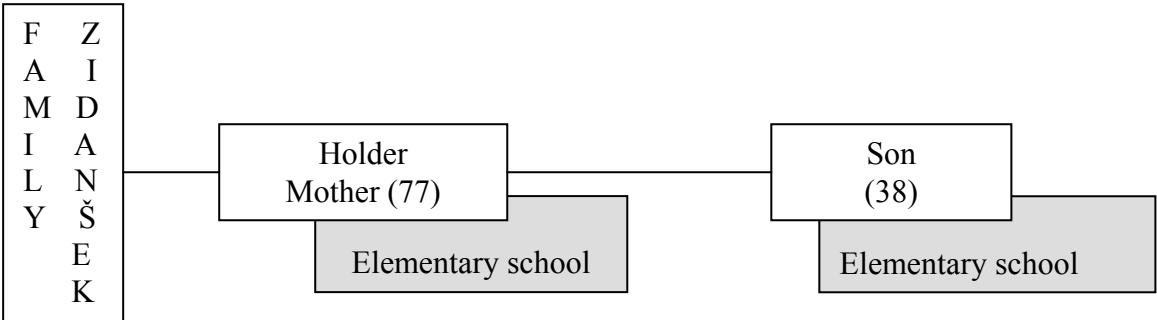 FAMILY
ZIDANŠEK
Holder
Mother (77)
Elementary school
Son
(38)
Elementary school